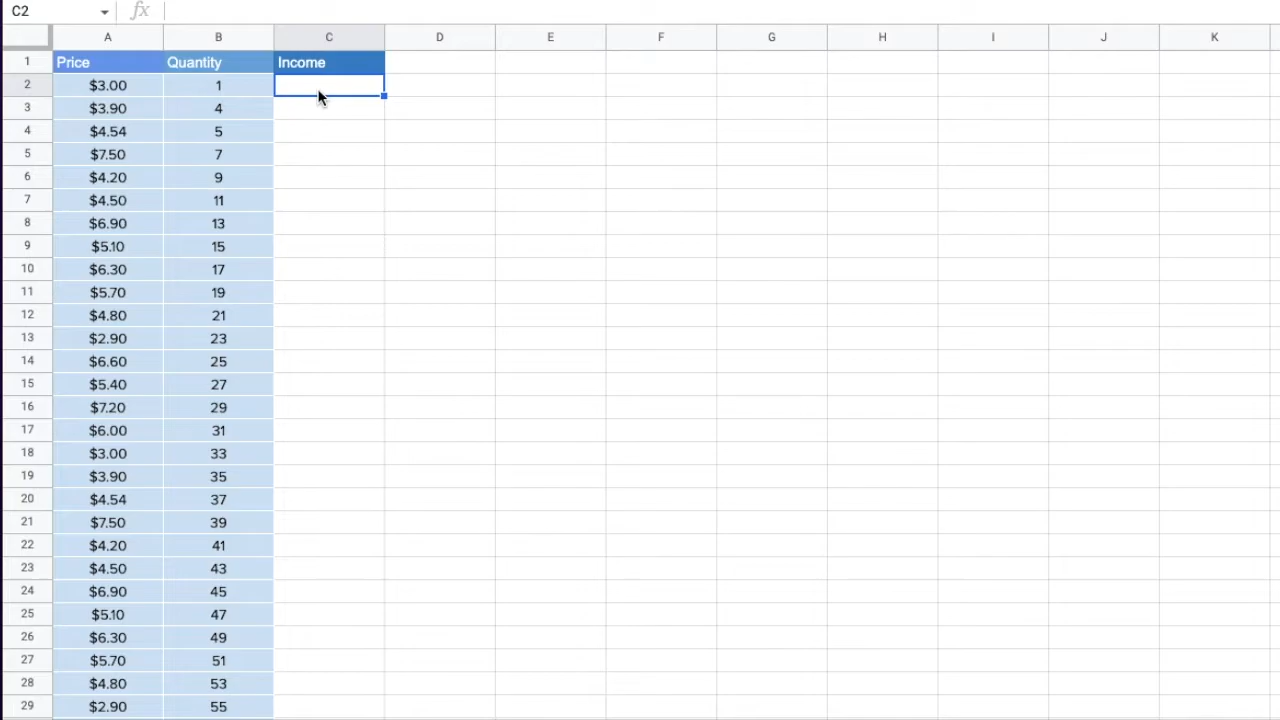 C2 fx
A B C D E F G H I J K
1 Price Quantity Income
2 $3.00 1
3 $3.90 4
4 $4.54 5
5 $7.50 7
6 $4.20 9
7 $4.50 11
8 $6.90 13
9 $5.10 15
10 $6.30 17
11 $5.70 19
12 $4.80 21
13 $2.90 23
14 $6.60 25
15 $5.40 27
16 $7.20 29
17 $6.00 31
18 $3.00 33
19 $3.90 35
20 $4.54 37
21 $7.50 39
22 $4.20 41
23 $4.50 43
24 $6.90 45
25 $5.10 47
26 $6.30 49
27 $5.70 51
28 $4.80 53
29 $2.90 55